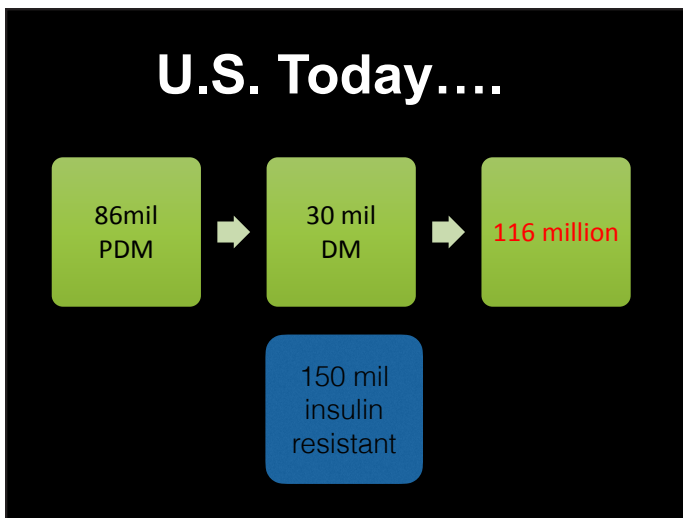 U.S. Today....
86mil
PDM
30 mil
DM
116 million
150 mil
insulin
resistant